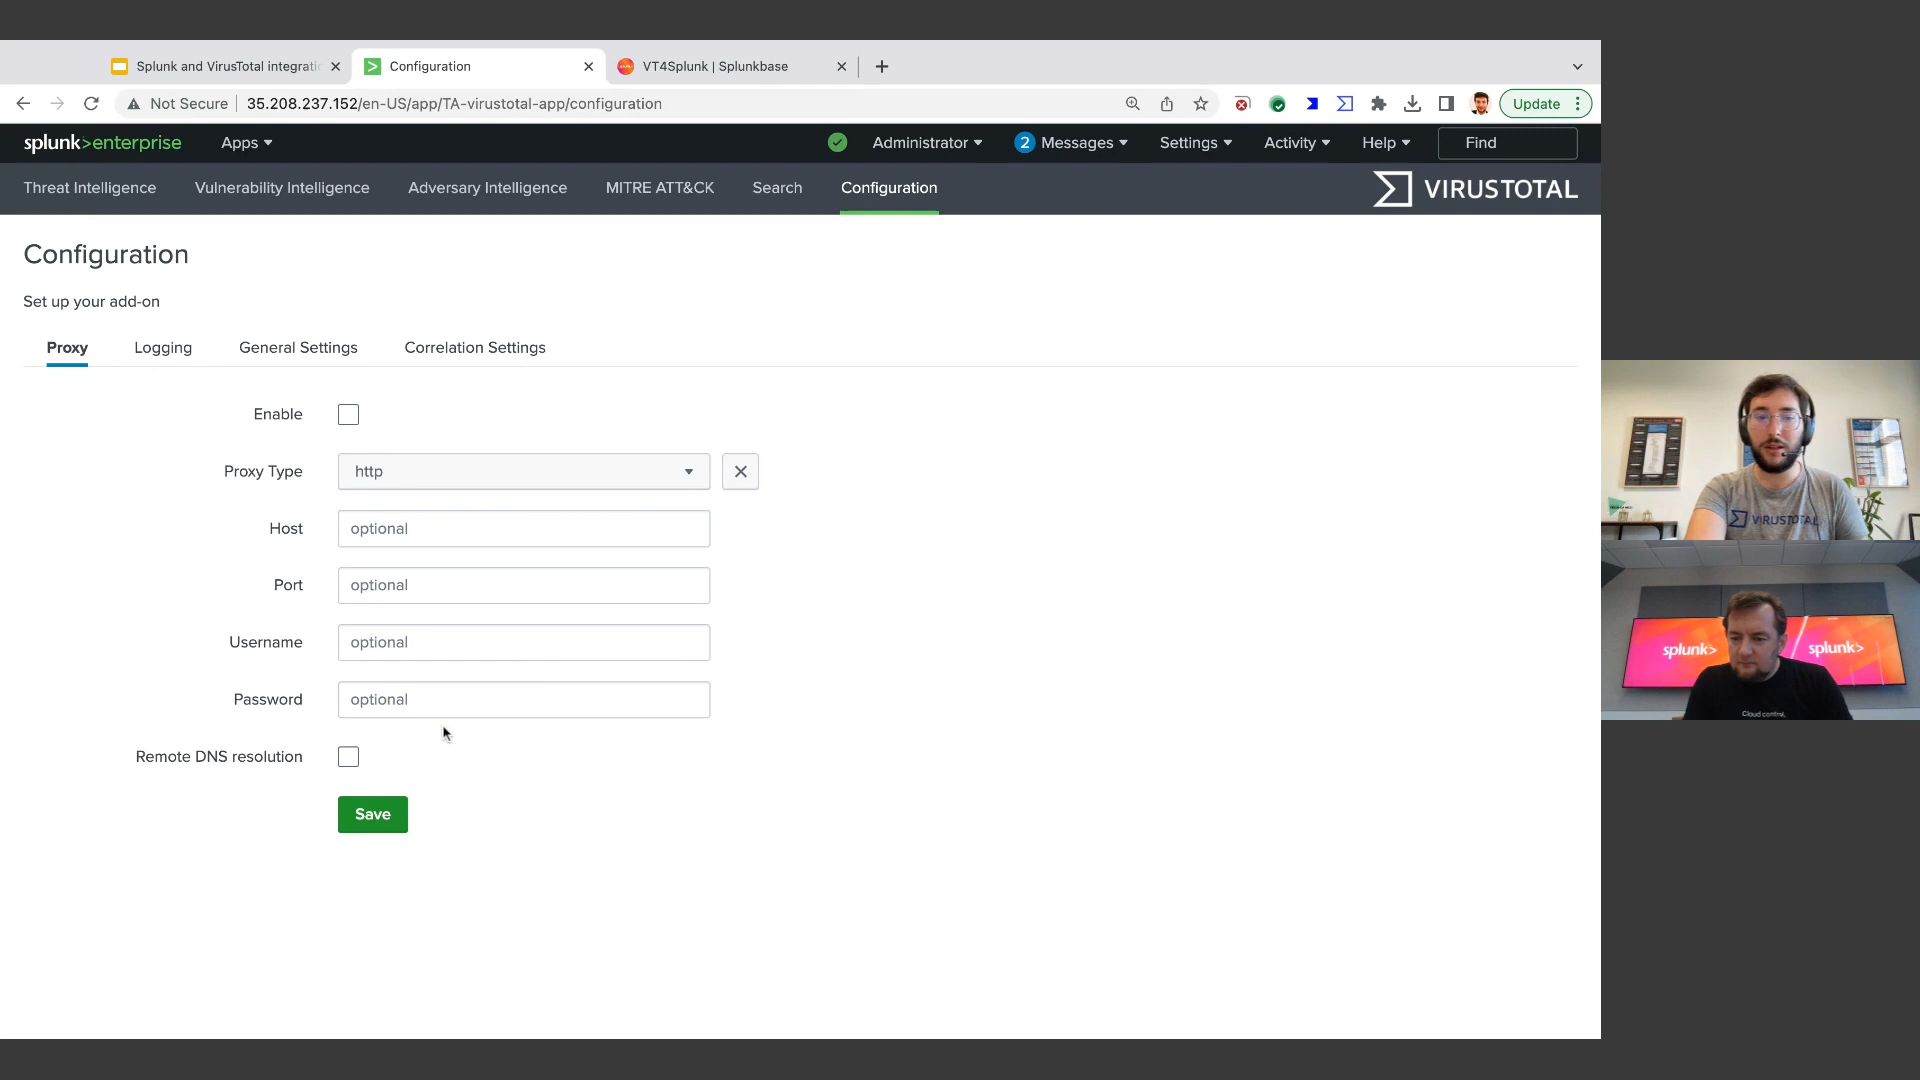 Splunk and VirusTotal integratio
Configuration
VT4Splunk | Splunkbase
Not Secure
35.208.237.152/en-US/app/TA-virustotal-app/configuration
Update
splunk>enterprise
Apps
Administrator
2 Messages
Settings
Activity
Help
Find
Threat Intelligence
Vulnerability Intelligence
Adversary Intelligence
MITRE ATT&CK
Search
Configuration
VIRUSTOTAL
Configuration
Set up your add-on
Proxy
Logging
General Settings
Correlation Settings
Enable
Proxy Type
http
Host
optional
Port
optional
Username
optional
Password
optional
Remote DNS resolution
Save
VIRUSTOTAL
splunk>
splunk>
Cloud control,